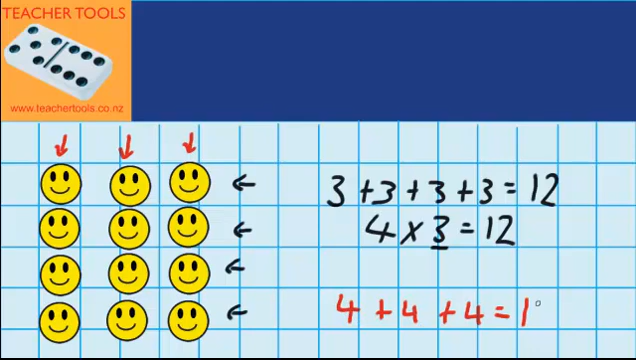 TEACHER TOOLS
www.teachertools.co.nz
3 + 3 + 3 + 3 = 12
4 x 3 = 12
4 + 4 + 4 = 1